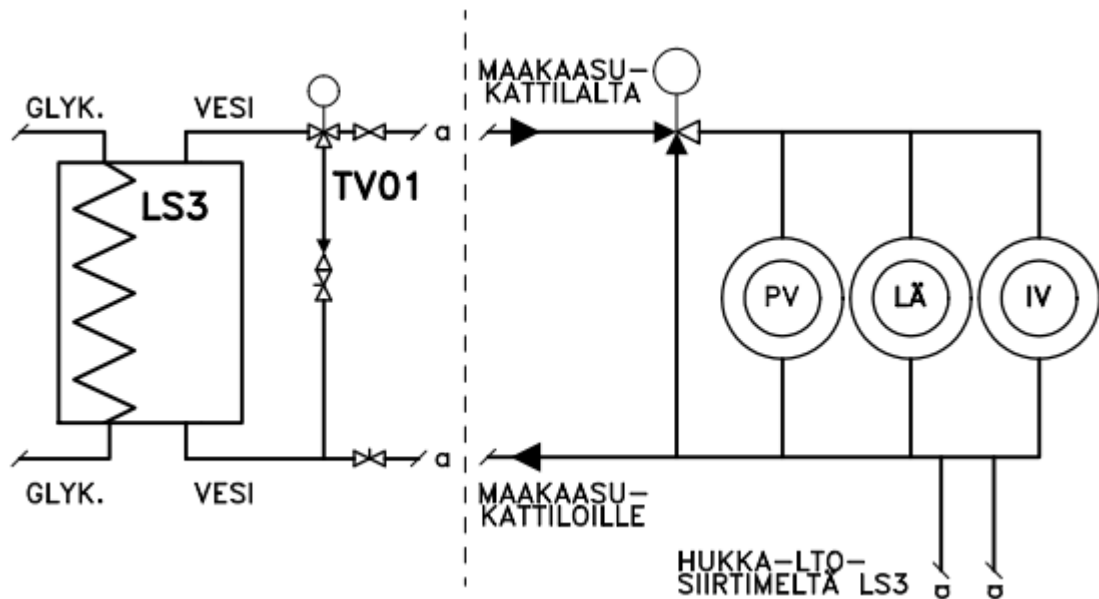 GLYK.
VESI
LS3
TV01
a
a
GLYK.
VESI
MAAKAASU-
KATTILALTA
PV
LÄ
IV
MAAKAASU-
KATTILOILLE
HUKKA-LTO-
SIIRTIMELTÄ LS3
a
a